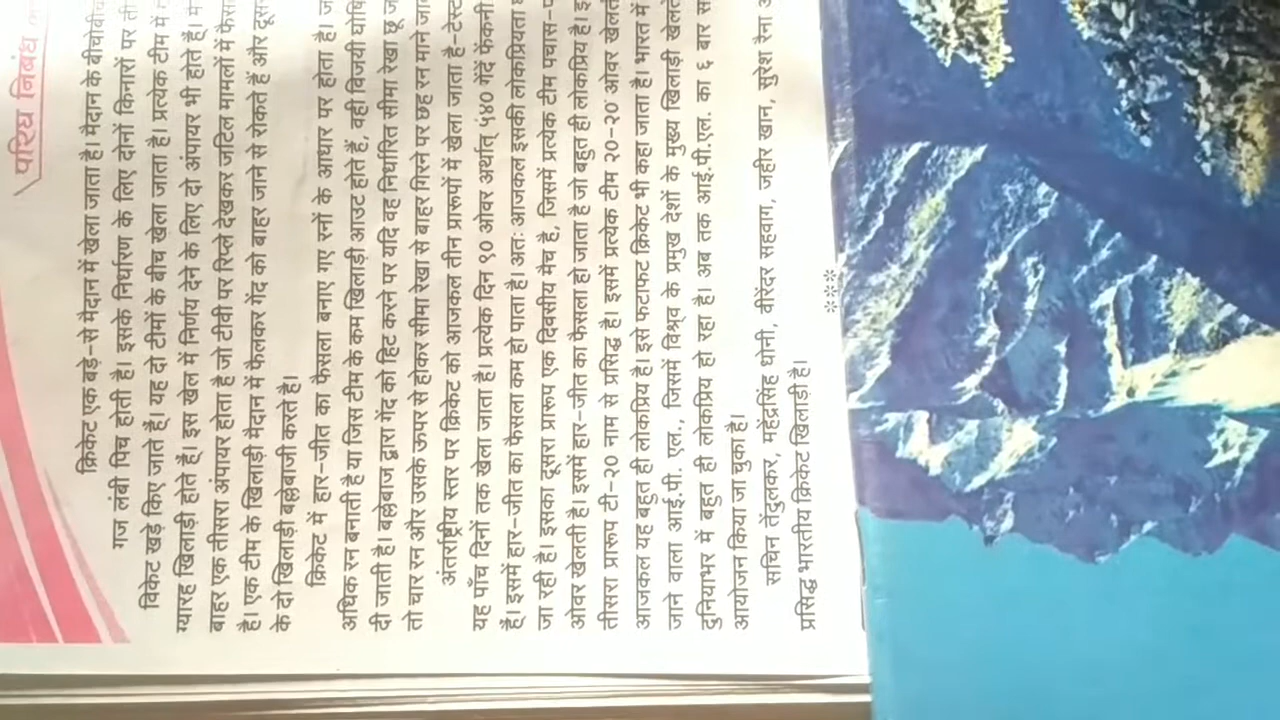 परिघ निबंध
क्रिकेट एक बड़े-से मैदान में खेला जाता है। मैदान के
गज लंबी पिच होती है। इसके निर्धारण के लिए दोनों किनारों पर
विकेट खड़े किए जाते हैं। यह दो टीमों के बीच खेला जाता है। प्रत्येक टीम में
ग्यारह खिलाड़ी होते हैं। इस खेल में निर्णय देने के लिए दो अंपायर भी होते हैं।
बाहर एक तीसरा अंपायर होता है जो टीवी पर रिप्ले देखकर जटिल मामलों में
है। एक टीम के खिलाड़ी मैदान में फैलकर गेंद को बाहर जाने से रोकते हैं और
के दो खिलाड़ी बल्लेबाजी करते हैं।
क्रिकेट में हार-जीत का फैसला बनाए गए रनों के आधार पर होता है।
अधिक रन बनाती है या जिस टीम के कम खिलाड़ी आउट होते हैं, वही विजयी
दी जाती है। बल्लेबाज द्वारा गेंद को हिट करने पर यदि वह निर्धारित सीमा रेखा छू
तो चार रन और उसके ऊपर से होकर सीमा रेखा से बाहर गिरने पर छह रन माने
अंतर्राष्ट्रीय स्तर पर क्रिकेट को आजकल तीन प्रारूपों में खेला जाता है-
यह पाँच दिनों तक खेला जाता है। प्रत्येक दिन ९० ओवर अर्थात् ५४० गेंदें फेंकनी
है। इसमें हार-जीत का फैसला कम हो पाता है। अतः आजकल इसकी लोकप्रियता
जा रही है। इसका दूसरा प्रारूप एक दिवसीय मैच है, जिसमें प्रत्येक टीम
ओवर खेलती है। इसमें हार-जीत का फैसला हो जाता है जो बहुत ही लोकप्रिय है।
तीसरा प्रारूप टी-२० नाम से प्रसिद्ध है। इसमें प्रत्येक टीम २०-२० ओवर
आजकल यह बहुत ही लोकप्रिय है। इसे फटाफट क्रिकेट भी कहा जाता है। भारत में
जाने वाला आई.पी. एल., जिसमें विश्व के प्रमुख देशों के मुख्य खिलाड़ी
दुनियाभर में बहुत ही लोकप्रिय हो रहा है। अब तक आई.पी.एल. का ६ बार
आयोजन किया जा चुका है।
सचिन तेंदुलकर, महेंद्रसिंह धोनी, वीरेंदर सहवाग, जहीर खान, सुरेश रैना
प्रसिद्ध भारतीय क्रिकेट खिलाड़ी हैं।
***